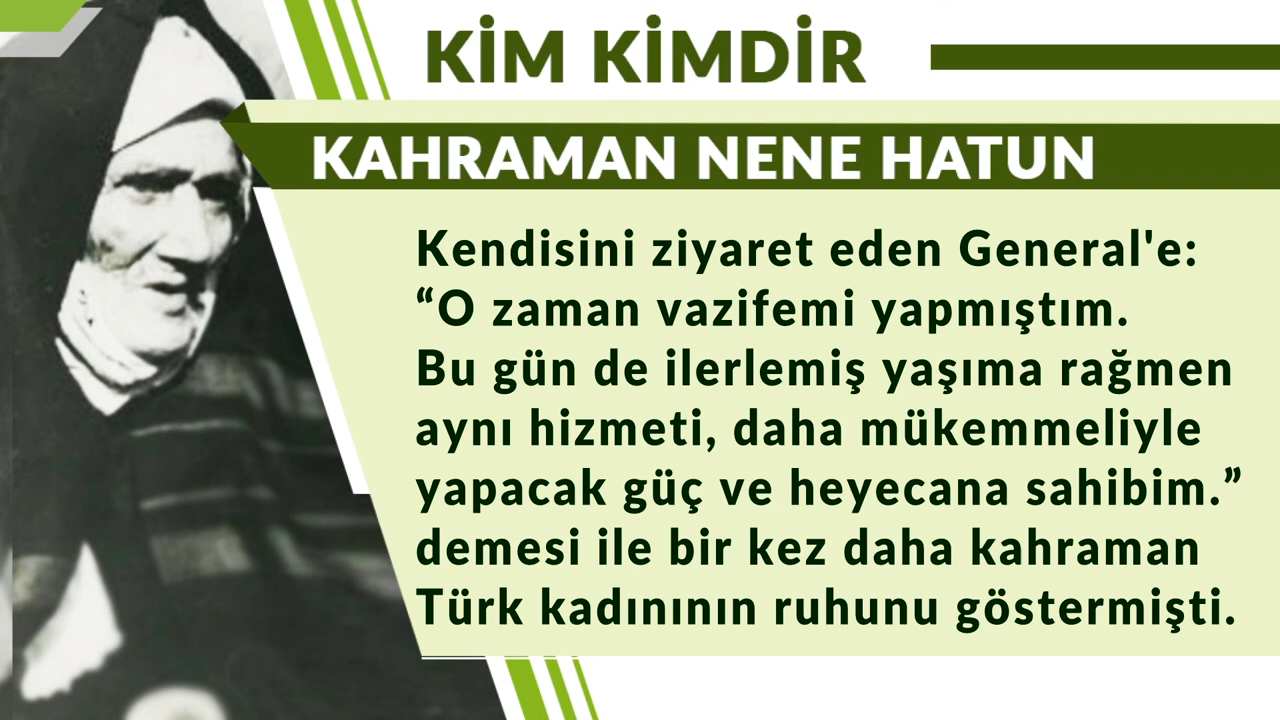 KİM KİMDİR
KAHRAMAN NENE HATUN
Kendisini ziyaret eden General'e:
“O zaman vazifemi yapmıştım.
Bu gün de ilerlemiş yaşıma rağmen
aynı hizmeti, daha mükemmeliyle
yapacak güç ve heyecana sahibim.”
demesi ile bir kez daha kahraman
Türk kadınının ruhunu göstermişti.